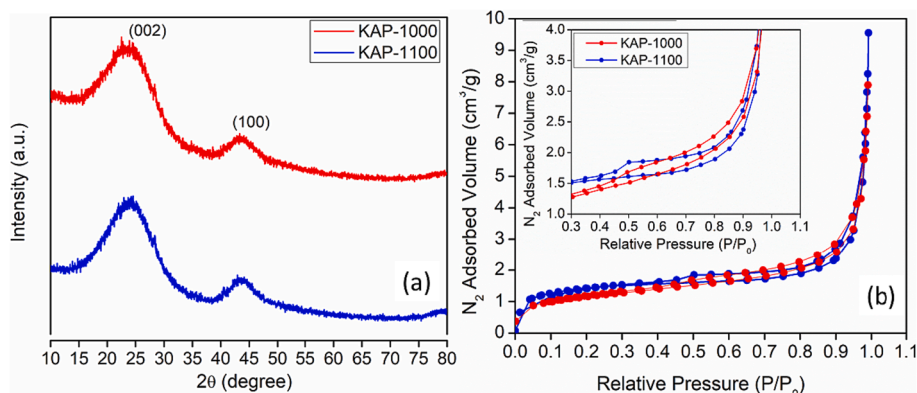 (002)
KAP-1000
KAP-1100
(100)
Intensity (a.u.)
(a)
10 15 20 25 30 35 40 45 50 55 60 65 70 75 80
2θ (degree)
N2 Adsorbed Volume (cm³/g)
10
9
8
7
6
5
4
3
2
1
0
0.0 0.1 0.2 0.3 0.4 0.5 0.6 0.7 0.8 0.9 1.0 1.1
Relative Pressure (P/P₀)
(b)
N₂ Adsorbed Volume (cm³/g)
4.0
3.5
3.0
2.5
2.0
1.5
1.0
KAP-1000
KAP-1100
0.3 0.4 0.5 0.6 0.7 0.8 0.9 1.0 1.1
Relative Pressure (P/P₀)